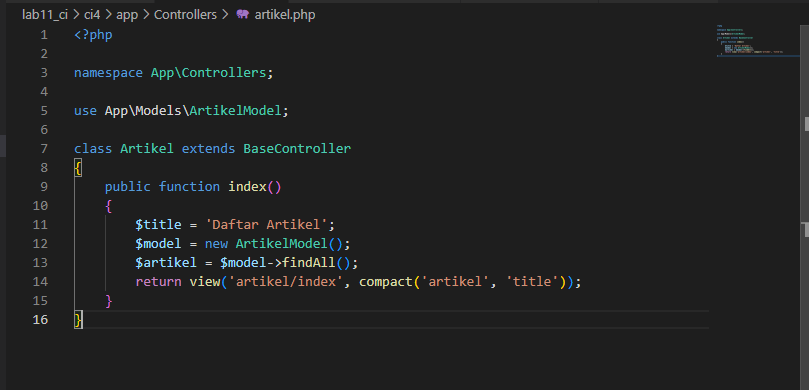 lab11_ci > ci4 > app > Controllers > artikel.php
1 <?php
2
3 namespace App\Controllers;
4
5 use App\Models\ArtikelModel;
6
7 class Artikel extends BaseController
8 {
9 public function index()
10 {
11 $title = 'Daftar Artikel';
12 $model = new ArtikelModel();
13 $artikel = $model->findAll();
14 return view('artikel/index', compact('artikel', 'title'));
15 }
16 }